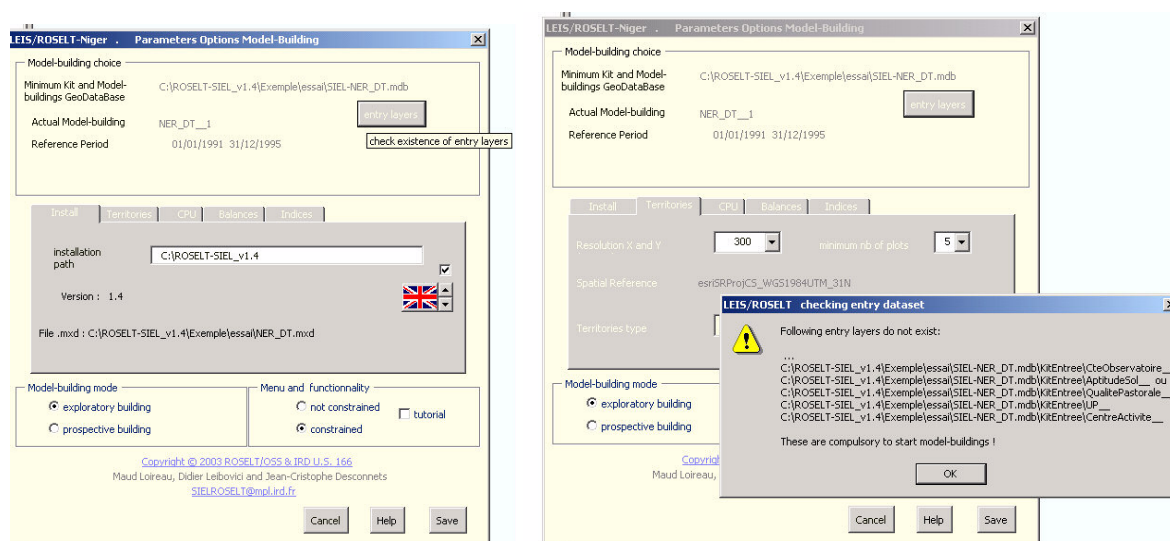 LEIS/ROSELT-Niger . Parameters Options Model-Building
Model-building choice
Minimum Kit and Model-buildings GeoDataBase
C:\ROSELT-SIEL_v1.4\Exemple\essai\SIEL-NER_DT.mdb
entry layers
Actual Model-building NER_DT__1
check existence of entry layers
Reference Period 01/01/1991 31/12/1995
Install Territories CPU Balances Indices
installation path C:\ROSELT-SIEL_v1.4
Version : 1.4
File .mxd : C:\ROSELT-SIEL_v1.4\Exemple\essai\NER_DT.mxd
Model-building mode
exploratory building
prospective building
Menu and functionnality
not constrained
constrained
tutorial
Copyright © 2003 ROSELT/OSS & IRD U.S. 166
Maud Loireau, Didier Leibovici and Jean-Cristophe Desconnets
SIELROSELT@mpl.ird.fr
Cancel Help Save
LEIS/ROSELT-Niger . Parameters Options Model-Building
Model-building choice
Minimum Kit and Model-buildings GeoDataBase
C:\ROSELT-SIEL_v1.4\Exemple\essai\SIEL-NER_DT.mdb
entry layers
Actual Model-building NER_DT__1
Reference Period 01/01/1991 31/12/1995
Install Territories CPU Balances Indices
Resolution X and Y 300 minimum nb of plots 5
Spatial Reference esriSRProjCS_WGS1984UTM_31N
Territories type
Model-building mode
exploratory building
prospective building
Copyrigh
Maud Loireau,
Cancel Help Save
LEIS/ROSELT checking entry dataset
Following entry layers do not exist:
...
C:\ROSELT-SIEL_v1.4\Exemple\essai\SIEL-NER_DT.mdb\KitEntree\CteObservatoire__
C:\ROSELT-SIEL_v1.4\Exemple\essai\SIEL-NER_DT.mdb\KitEntree\AptitudeSol__ ou
C:\ROSELT-SIEL_v1.4\Exemple\essai\SIEL-NER_DT.mdb\KitEntree\QualitePastorale__
C:\ROSELT-SIEL_v1.4\Exemple\essai\SIEL-NER_DT.mdb\KitEntree\UP__
C:\ROSELT-SIEL_v1.4\Exemple\essai\SIEL-NER_DT.mdb\KitEntree\CentreActivite__
These are compulsory to start model-buildings !
OK